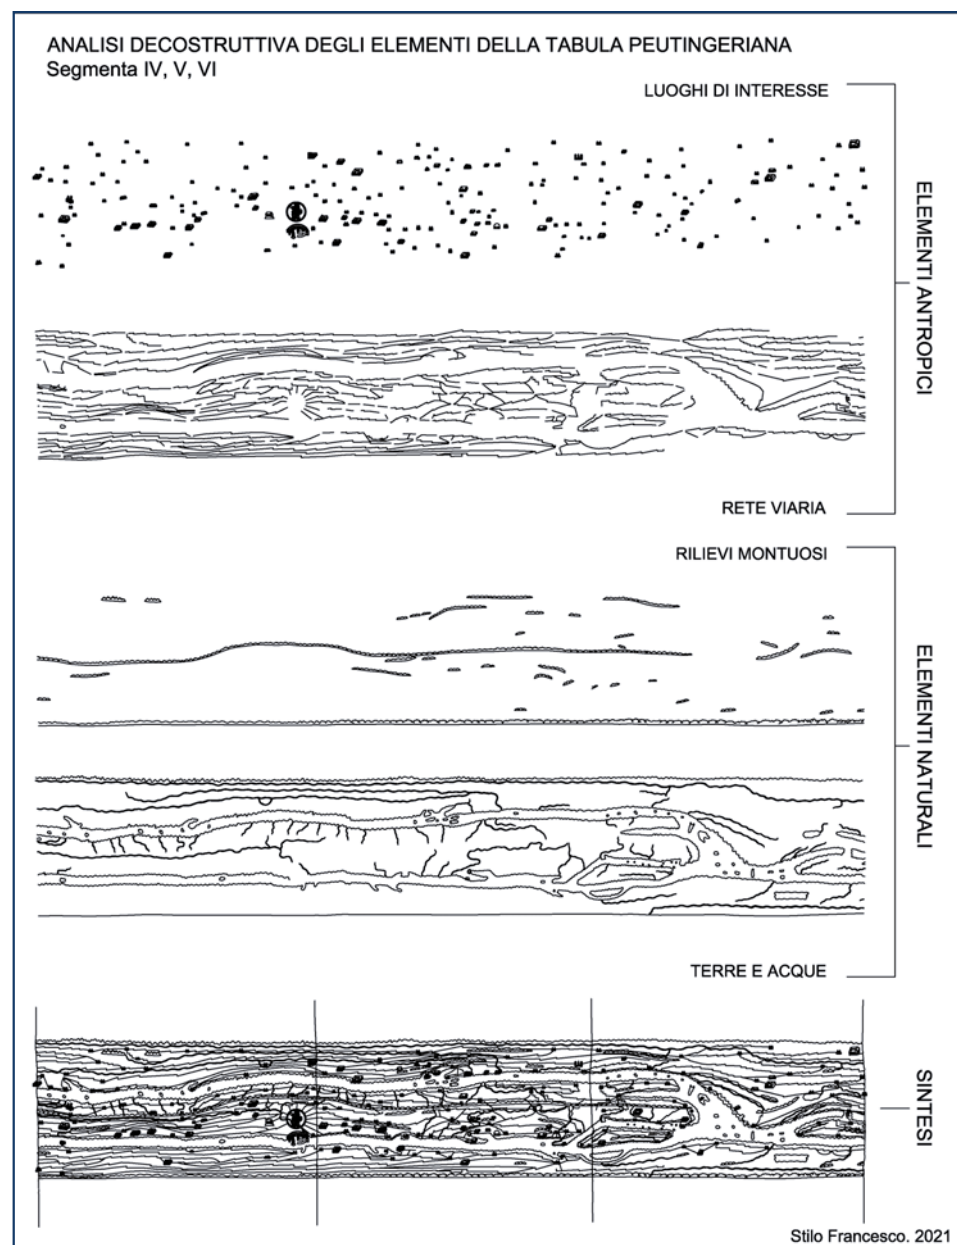 ANALISI DECOSTRUTTIVA DEGLI ELEMENTI DELLA TABULA PEUTINGERIANA
Segmenta IV, V, VI
LUOGHI DI INTERESSE
ELEMENTI ANTROPICI
RETE VIARIA
RILIEVI MONTUOSI
ELEMENTI NATURALI
TERRE E ACQUE
SINTESI
Stilo Francesco. 2021